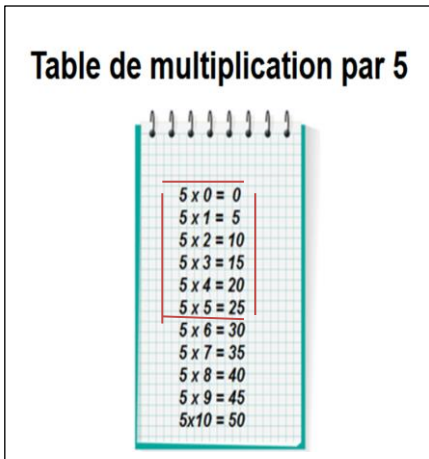 Table de multiplication par 5
5 x 0 = 0
5 x 1 = 5
5 x 2 = 10
5 x 3 = 15
5 x 4 = 20
5 x 5 = 25
5 x 6 = 30
5 x 7 = 35
5 x 8 = 40
5 x 9 = 45
5x10 = 50